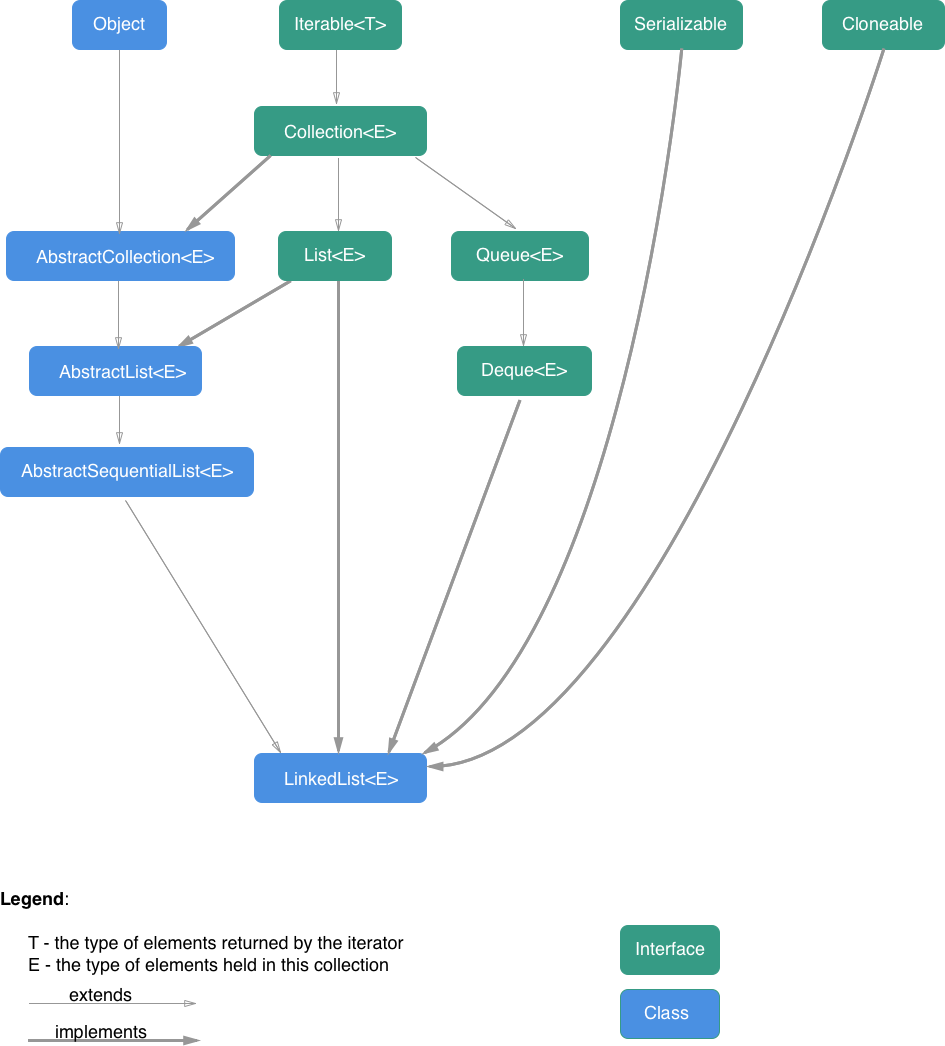 Object
Iterable<T>
Serializable
Cloneable
Collection<E>
AbstractCollection<E>
List<E>
Queue<E>
AbstractList<E>
Deque<E>
AbstractSequentialList<E>
LinkedList<E>
Legend:
T - the type of elements returned by the iterator
E - the type of elements held in this collection
extends
implements
Interface
Class